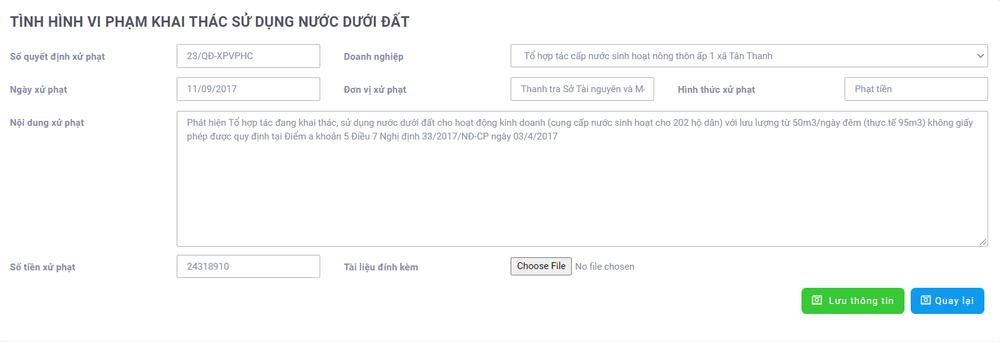 TÌNH HÌNH VI PHẠM KHAI THÁC SỬ DỤNG NƯỚC DƯỚI ĐẤT
Số quyết định xử phạt 23/QĐ-XPVPHC Doanh nghiệp Tổ hợp tác cấp nước sinh hoạt nông thôn ấp 1 xã Tân Thanh
Ngày xử phạt 11/09/2017 Đơn vị xử phạt Thanh tra Sở Tài nguyên và Hình thức xử phạt Phạt tiền
Nội dung xử phạt Phát hiện Tổ hợp tác đang khai thác, sử dụng nước dưới đất cho hoạt động kinh doanh (cung cấp nước sinh hoạt cho 202 hộ dân) với lưu lượng từ 50m3/ngày đêm (thực tế 95m3) không giấy
phép được quy định tại Điểm a khoản 5 Điều 7 Nghị định 33/2017/NĐ-CP ngày 03/4/2017
Số tiền xử phạt 24318910 Tài liệu đính kèm Choose File No file chosen
Lưu thông tin Quay lại